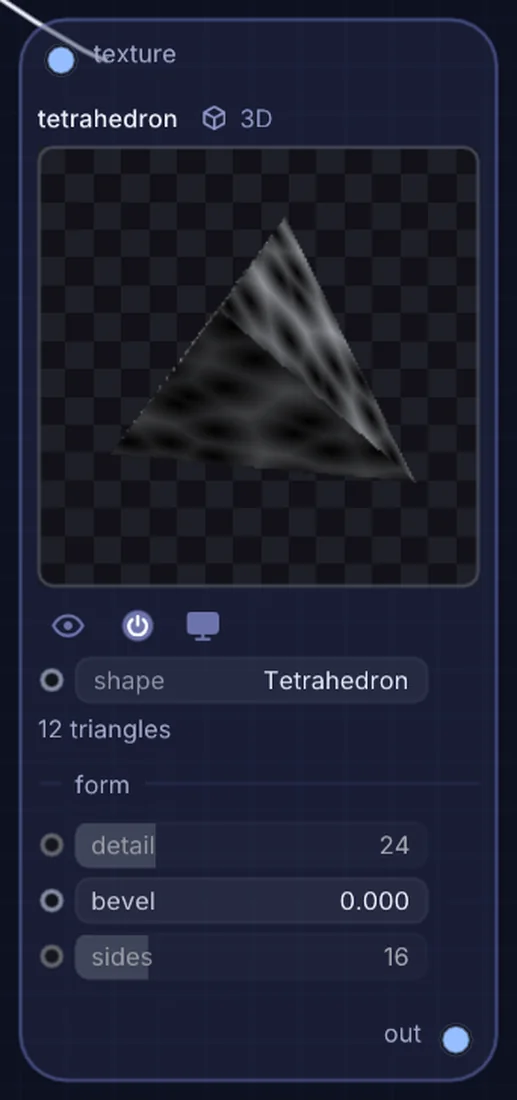 texture
tetrahedron 3D
shape Tetrahedron
12 triangles
form
detail 24
bevel 0.000
sides 16
out